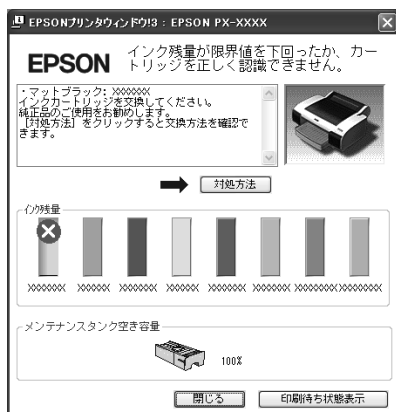 EPSONプリンタウィンドウ!3 : EPSON PX-XXXX
EPSON
インク残量が限界値を下回ったか、カー
トリッジを正しく認識できません。
・マットブラック: XXXXXX
インクカートリッジを交換してください。
純正品のご使用をお勧めします。
[対処方法] をクリックすると交換方法を確認で
きます。
対処方法
インク残量
XXXXXXX XXXXXX XXXXXXX XXXXXXX XXXXXXX XXXXXXX XXXXXXX XXXXXXX
メンテナンスタンク空き容量
100%
閉じる
印刷待ち状態表示